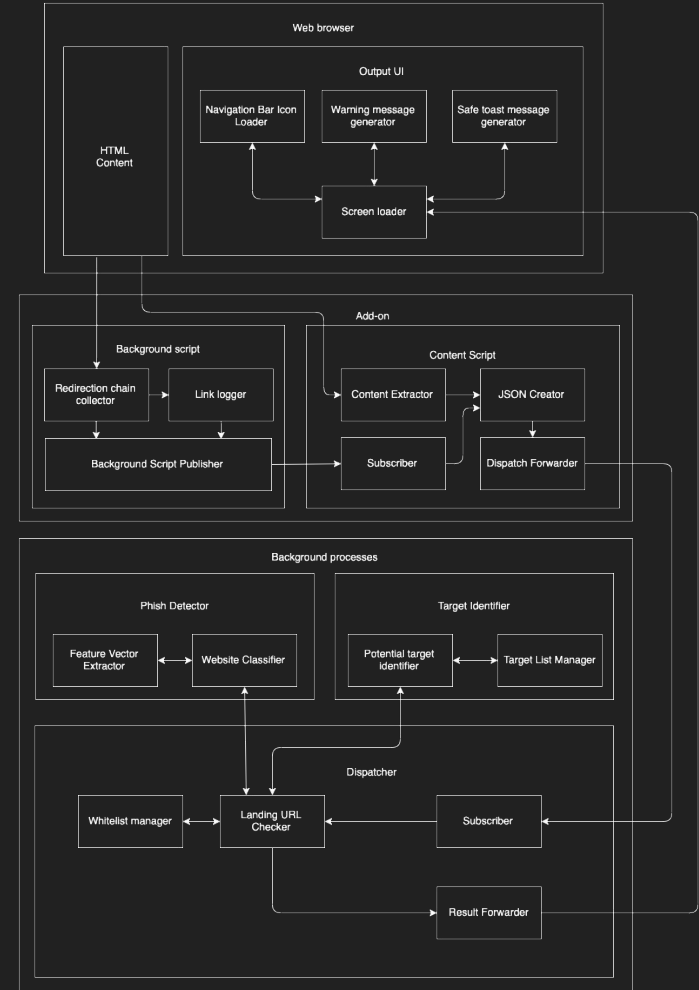 Web browser
Output UI
HTML
Content
Navigation Bar Icon
Loader
Warning message
generator
Safe toast message
generator
Screen loader
Add-on
Background script
Redirection chain
collector
Link logger
Background Script Publisher
Content Script
Content Extractor
JSON Creator
Subscriber
Dispatch Forwarder
Background processes
Phish Detector
Feature Vector
Extractor
Website Classifier
Target Identifier
Potential target
identifier
Target List Manager
Dispatcher
Whitelist manager
Landing URL
Checker
Subscriber
Result Forwarder